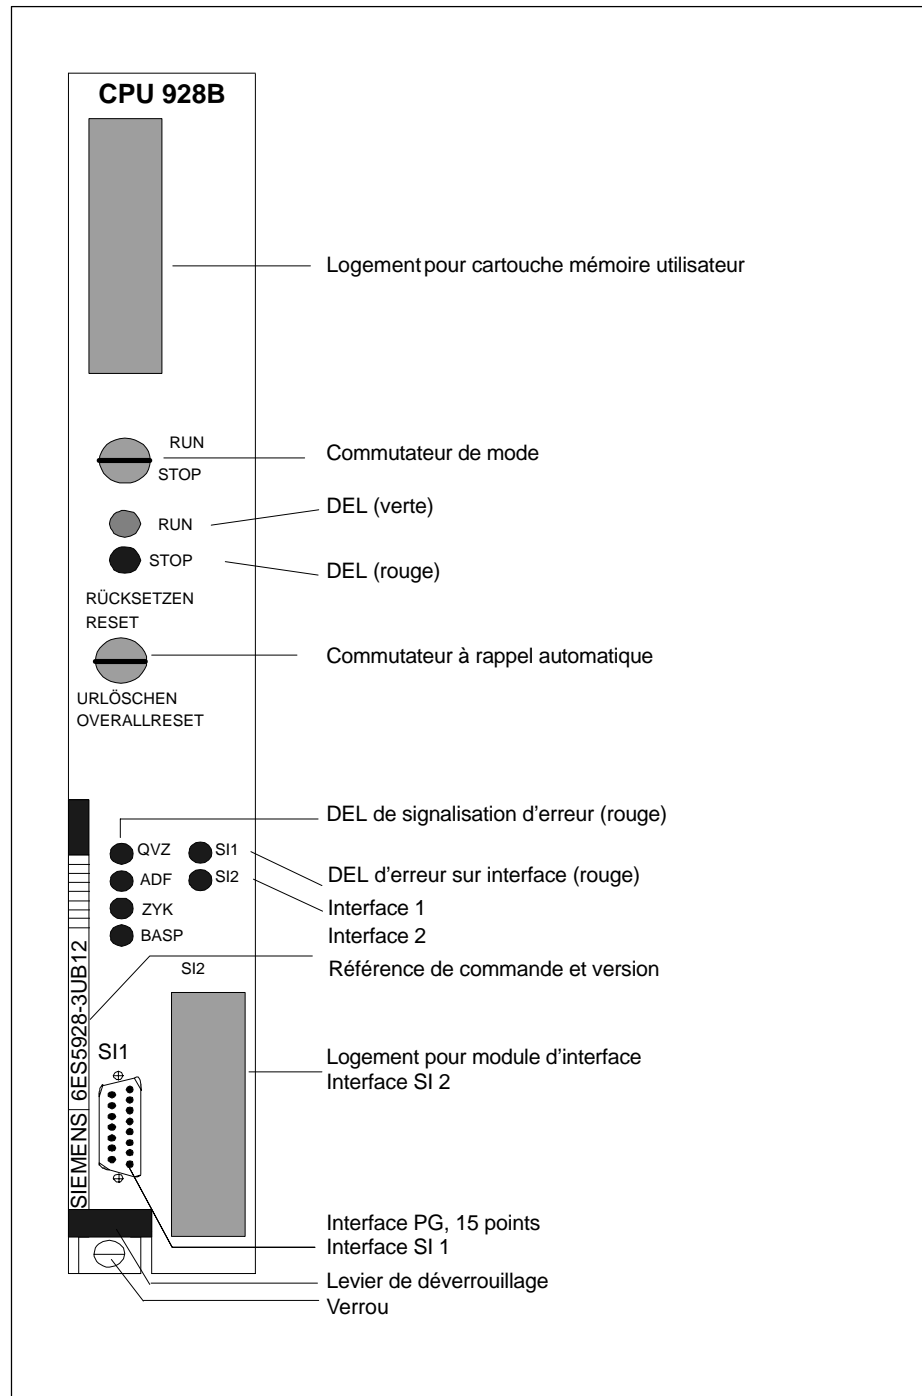 CPU 928B
Logement pour cartouche mémoire utilisateur
RUN
Commutateur de mode
STOP
DEL (verte)
RUN
STOP
DEL (rouge)
RÜCKSETZEN
RESET
Commutateur à rappel automatique
URLÖSCHEN
OVERALLRESET
DEL de signalisation d'erreur (rouge)
QVZ
SI1
DEL d'erreur sur interface (rouge)
ADF
SI2
ZYK
Interface 1
BASP
Interface 2
SI2
Référence de commande et version
SIEMENS 6ES5928-3UB12
SI1
Logement pour module d'interface
Interface SI 2
Interface PG, 15 points
Interface SI 1
Levier de déverrouillage
Verrou